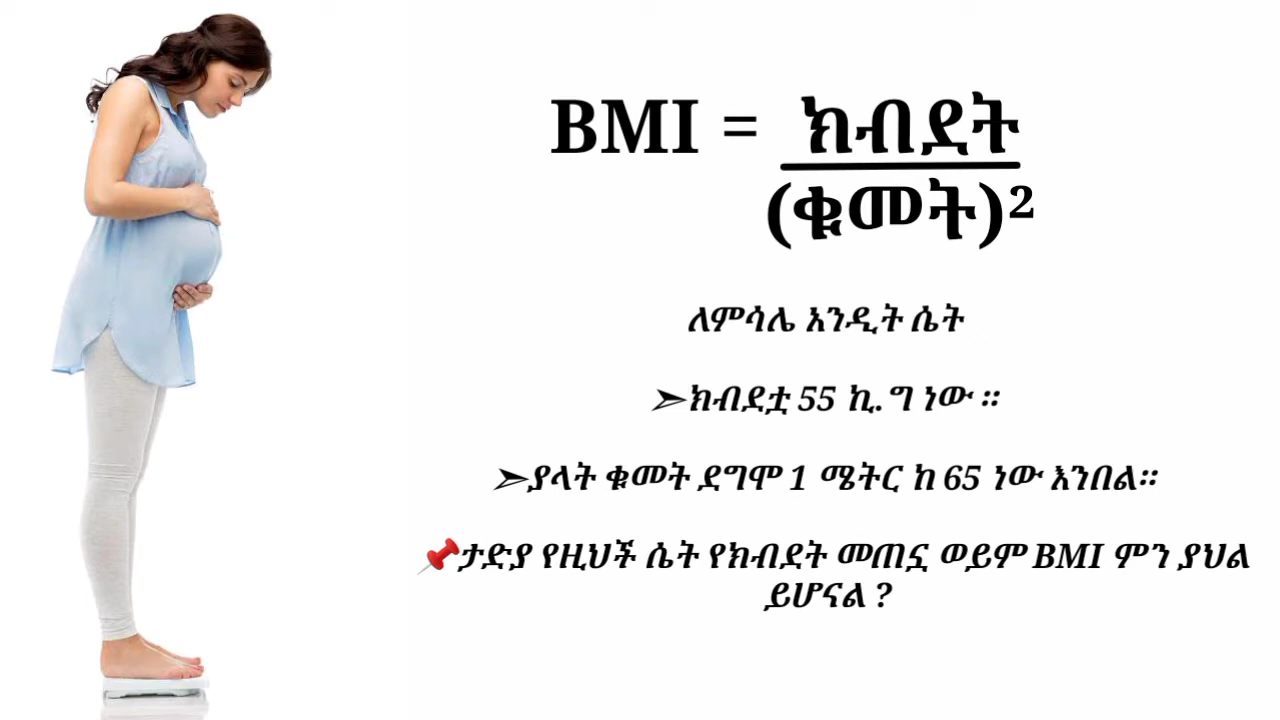 BMI = ክብደት
(ቁመት)²
ለምሳሌ አንዲት ሴት
➣ክብደቷ 55 ኪ.ግ ነው ።
➣ያላት ቁመት ደግሞ 1 ሜትር ከ 65 ነው እንበል።
📌ታድያ የዚህች ሴት የክብደት መጠኗ ወይም BMI ምን ያህል
ይሆናል ?